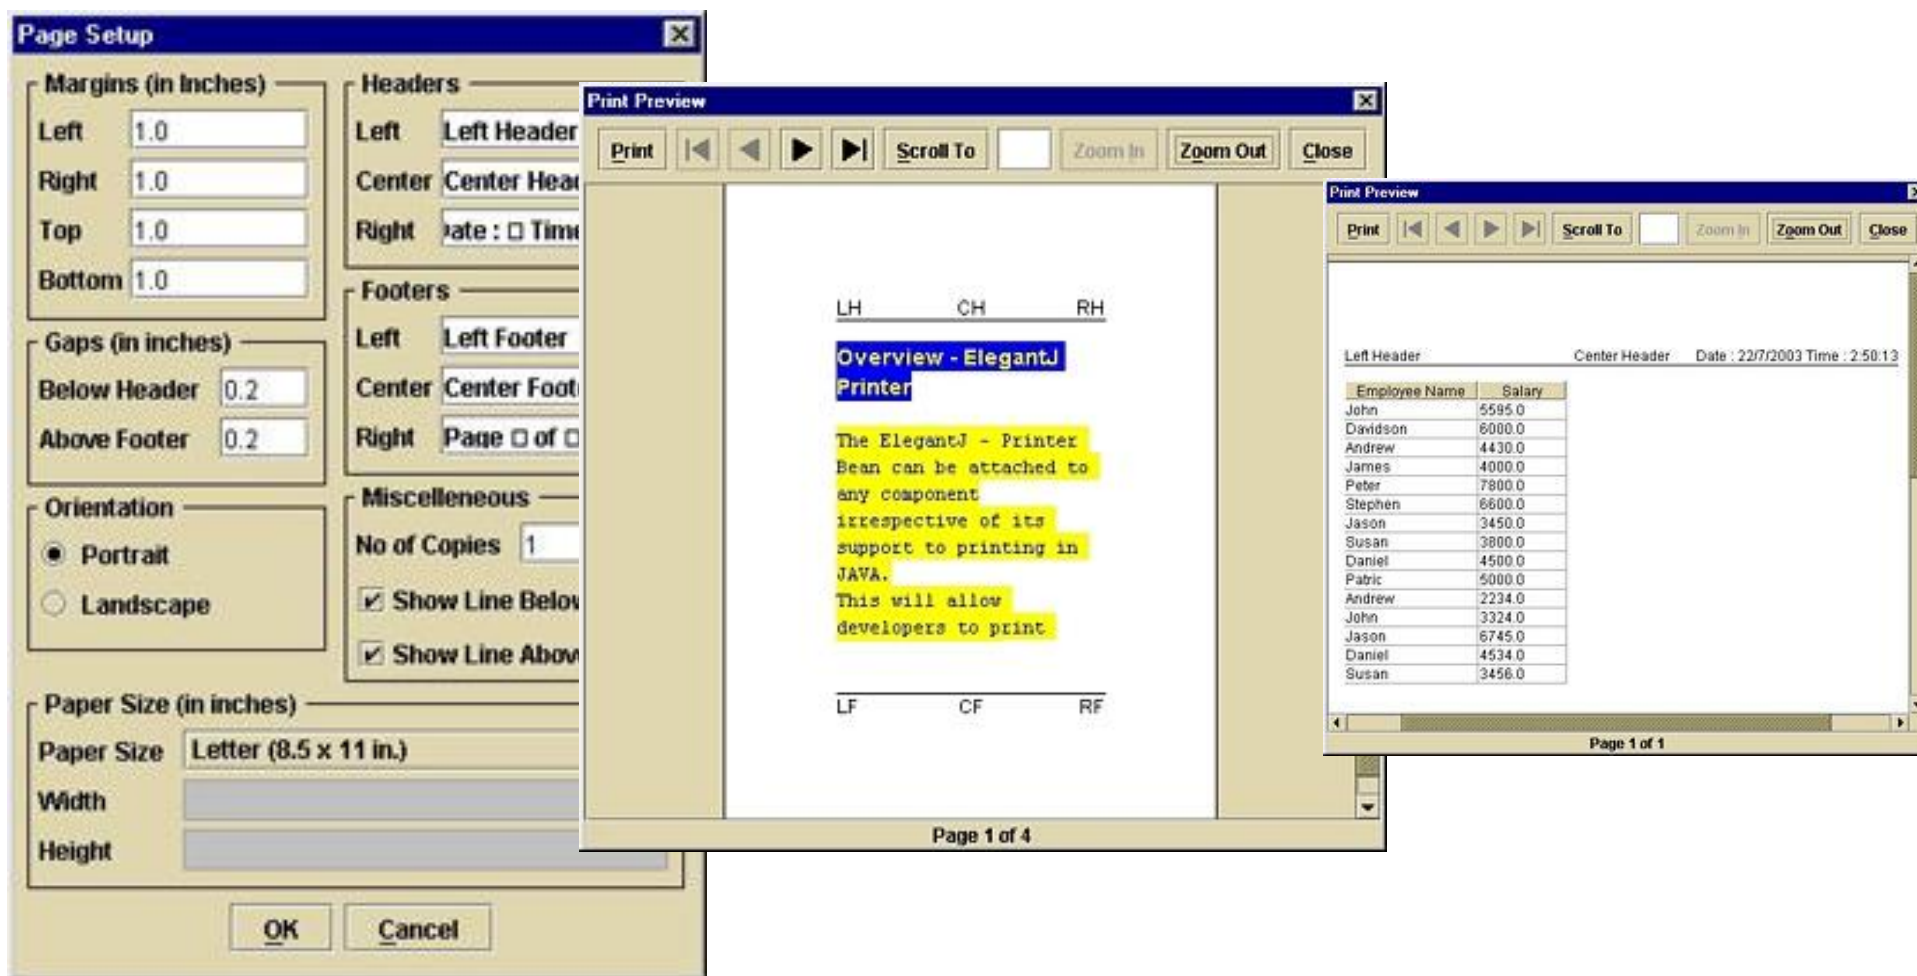 Page Setup
Margins (in Inches)
Left 1.0
Right 1.0
Top 1.0
Bottom 1.0
Gaps (in inches)
Below Header 0.2
Above Footer 0.2
Orientation
Portrait
Landscape
Headers
Left Left Header
Center Center Head
Right ate : □ Time
Footers
Left Left Footer
Center Center Foot
Right Page □ of □
Miscelleneous
No of Copies 1
Show Line Below
Show Line Abov
Paper Size (in inches)
Paper Size Letter (8.5 x 11 in.)
Width
Height
OK Cancel
Print Preview
Print Scroll To Zoom In Zoom Out Close
LH CH RH
Overview - ElegantJ
Printer
The ElegantJ - Printer
Bean can be attached to
any component
irrespective of its
support to printing in
JAVA.
This will allow
developers to print
LF CF RF
Page 1 of 4
Print Preview
Print Scroll To Zoom In Zoom Out Close
Left Header Center Header Date : 22/7/2003 Time : 2:50:13
Employee Name Salary
John 5595.0
Davidson 6000.0
Andrew 4430.0
James 4000.0
Peter 7800.0
Stephen 6600.0
Jason 3450.0
Susan 3800.0
Daniel 4500.0
Patric 5000.0
Andrew 2234.0
John 3324.0
Jason 6745.0
Daniel 4534.0
Susan 3456.0
Page 1 of 1